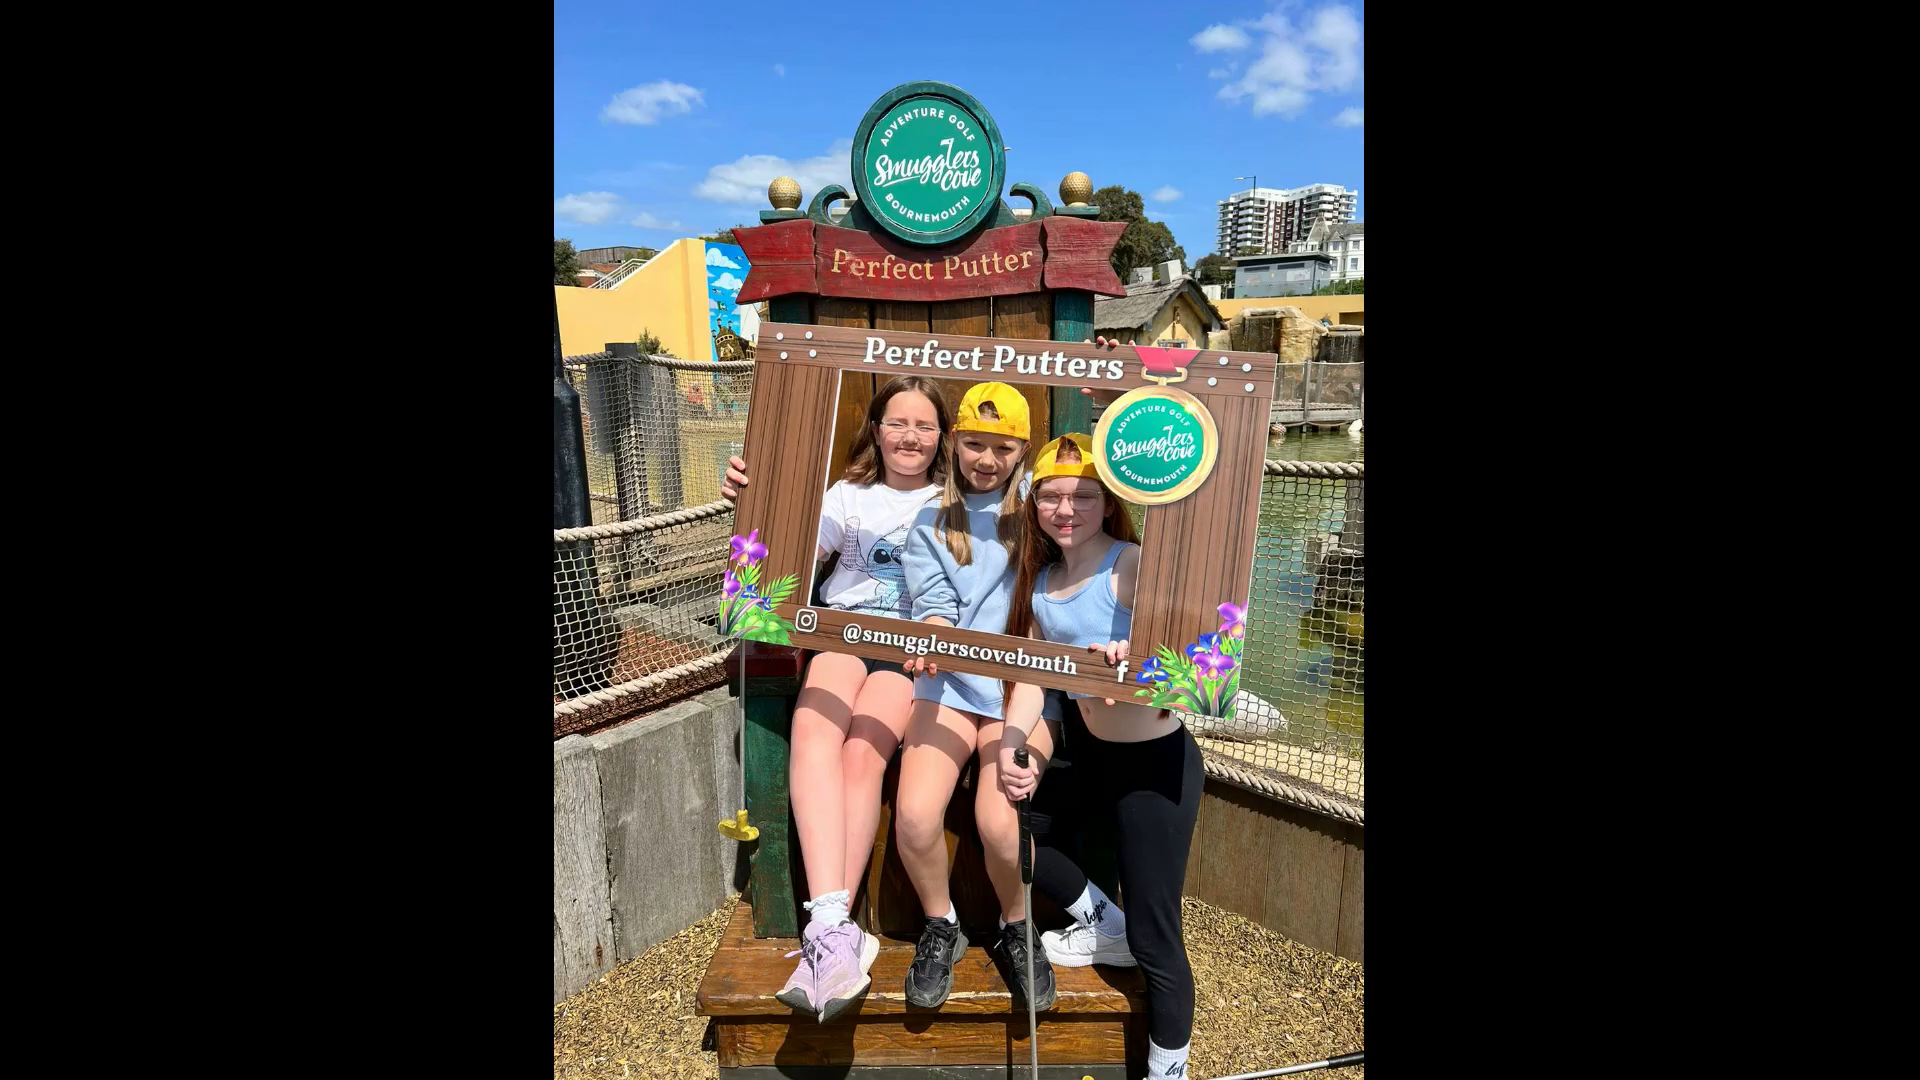 ADVENTURE GOLF
Smugglers
Cove
BOURNEMOUTH
Perfect Putter
Perfect Putters
ADVENTURE GOLF
Smugglers
Cove
BOURNEMOUTH
@smugglerscovebmth
f